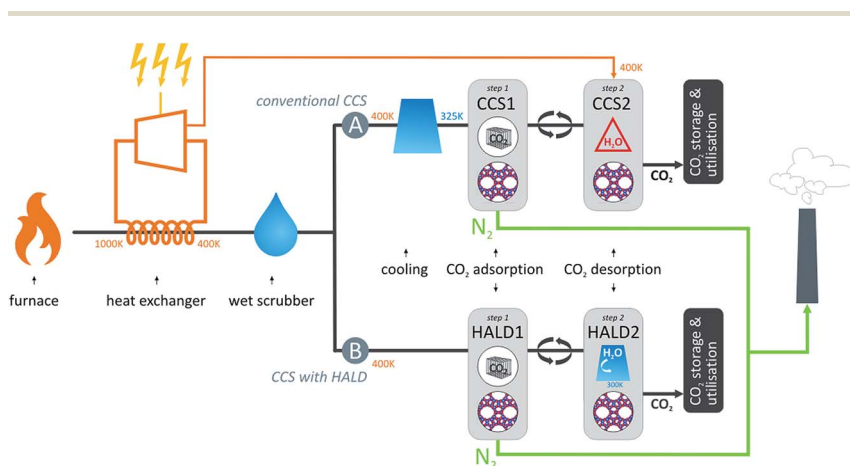 conventional CCS
A
400K
325K
step 1
CCS1
CO₂
step 2
CCS2
H₂O
400K
CO₂
CO₂ storage &
utilisation
N₂
1000K
400K
furnace
heat exchanger
wet scrubber
cooling
CO₂ adsorption
CO₂ desorption
B
400K
CCS with HALD
step 1
HALD1
CO₂
step 2
HALD2
H₂O
300K
CO₂
CO₂ storage &
utilisation
N₂